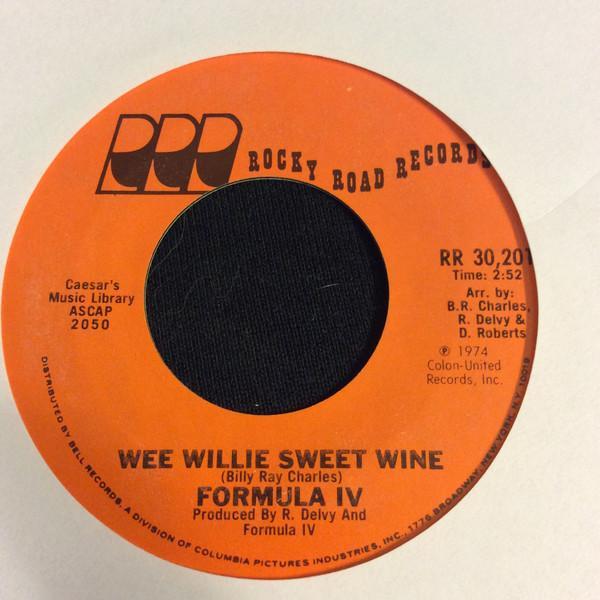 ROCKY ROAD RECORDS
RR 30,201
Time: 2:52
Arr. by:
B.R. Charles,
R. Delvy &
D. Roberts
℗ 1974
Colon-United
Records, Inc.
Caesar's
Music Library
ASCAP
2050
WEE WILLIE SWEET WINE
(Billy Ray Charles)
FORMULA IV
Produced By R. Delvy And
Formula IV
DISTRIBUTED BY BELL RECORDS, A DIVISION OF COLUMBIA PICTURES INDUSTRIES, INC., 1776 BROADWAY, NEW YORK, N.Y. 10019